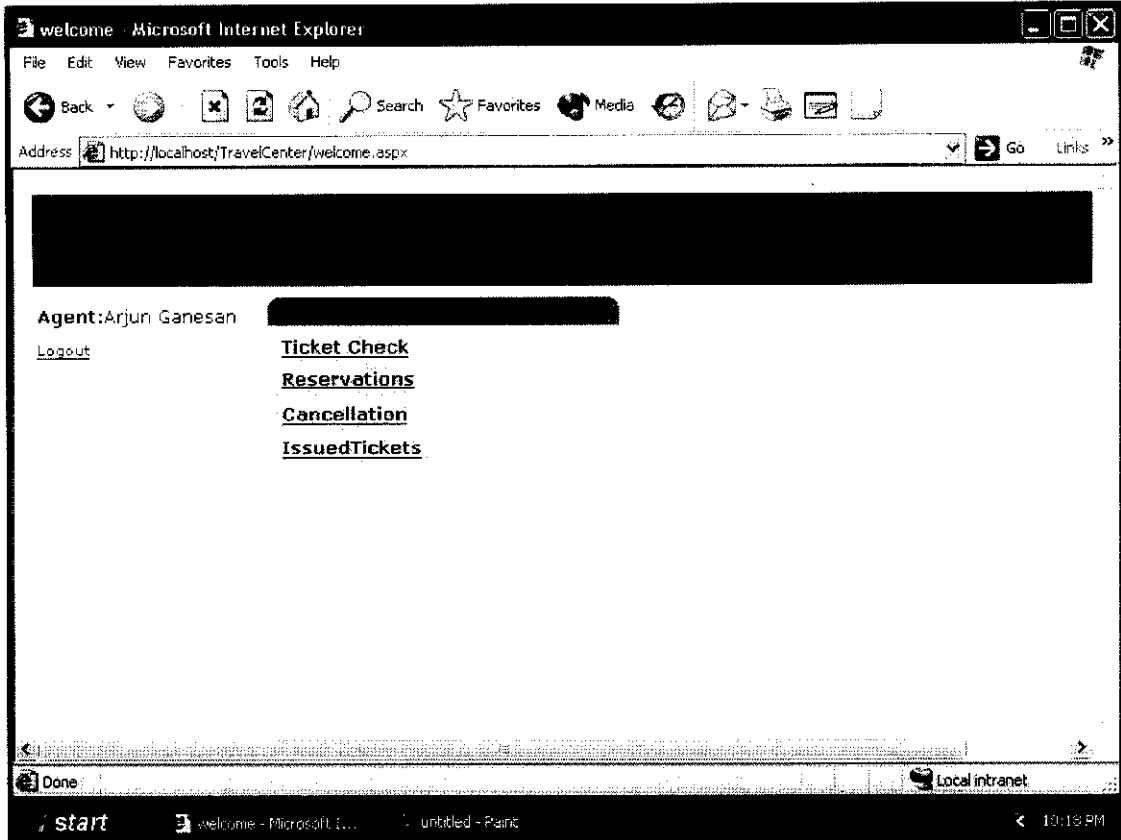 welcome - Microsoft Internet Explorer
File Edit View Favorites Tools Help
Back Search Favorites Media
Address http://localhost/TravelCenter/welcome.aspx Go Links »
Agent:Arjun Ganesan
Logout
Ticket Check
Reservations
Cancellation
IssuedTickets
Done Local intranet
start welcome - Microsoft I... untitled - Paint 10:18 PM